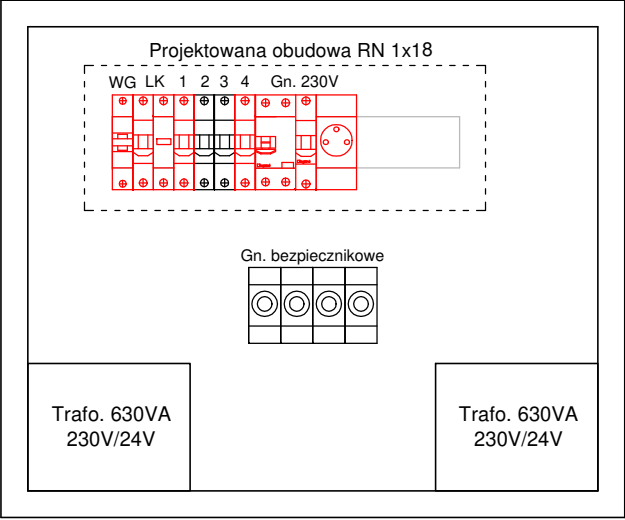 Projektowana obudowa RN 1x18
WG LK 1 2 3 4 Gn. 230V
Gn. bezpiecznikowe
Trafo. 630VA
230V/24V
Trafo. 630VA
230V/24V